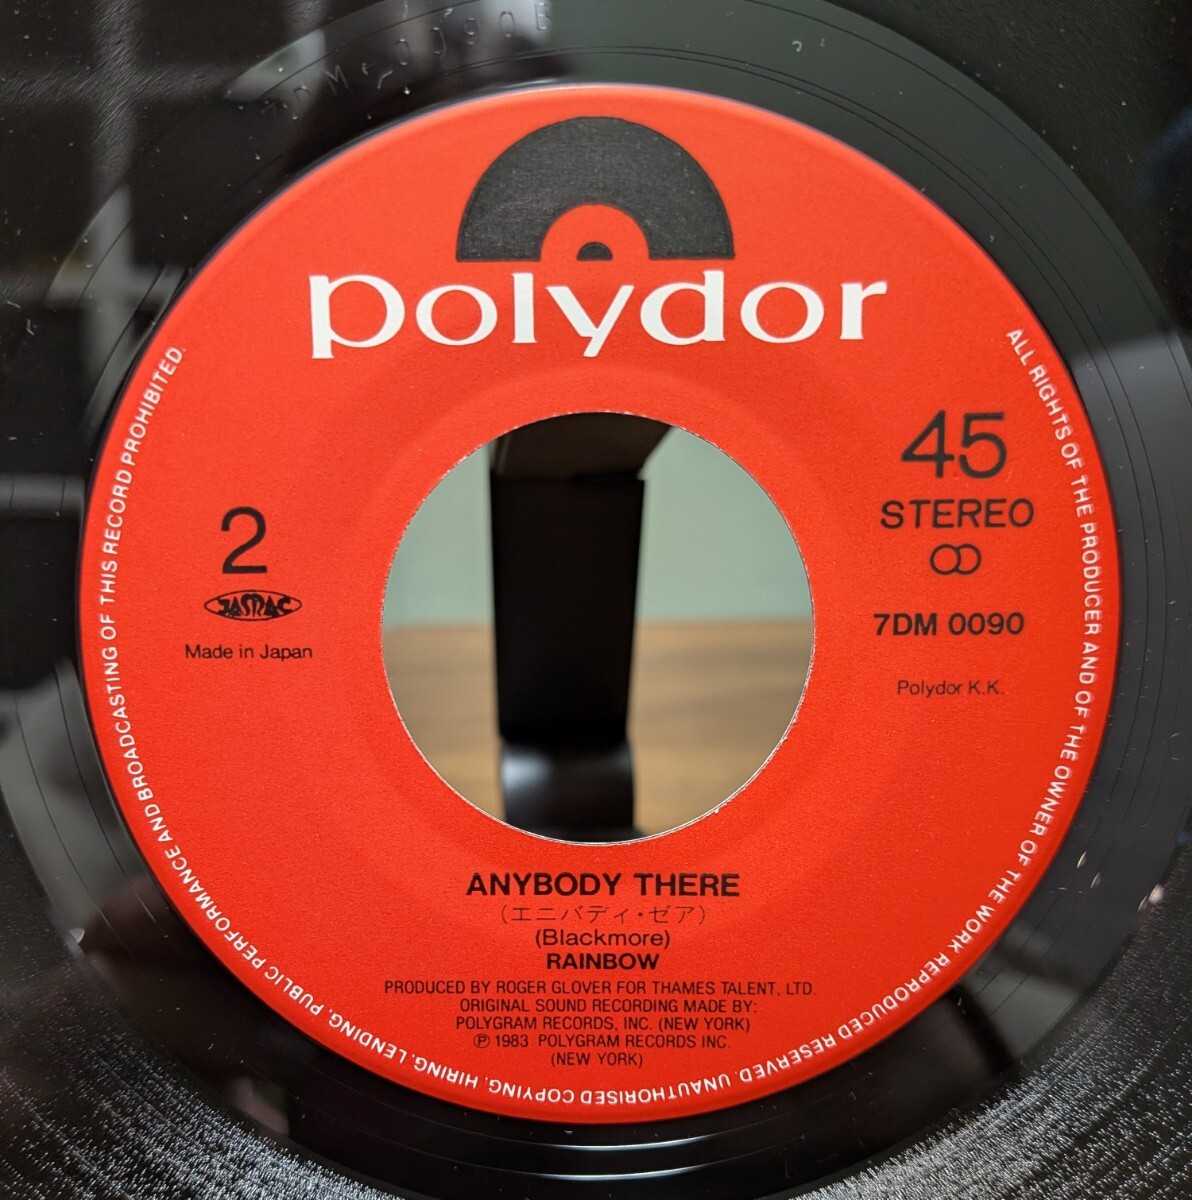 polydor
45
STEREO
7DM 0090
Polydor K.K.
2
JASRAC
Made in Japan
ANYBODY THERE
(エニバディ・ゼア)
(Blackmore)
RAINBOW
PRODUCED BY ROGER GLOVER FOR THAMES TALENT, LTD.
ORIGINAL SOUND RECORDING MADE BY:
POLYGRAM RECORDS, INC. (NEW YORK)
Ⓟ 1983 POLYGRAM RECORDS INC.
(NEW YORK)
ALL RIGHTS OF THE PRODUCER AND OF THE OWNER OF THE WORK REPRODUCED RESERVED. UNAUTHORISED COPYING, HIRING, LENDING, PUBLIC PERFORMANCE AND BROADCASTING OF THIS RECORD PROHIBITED.